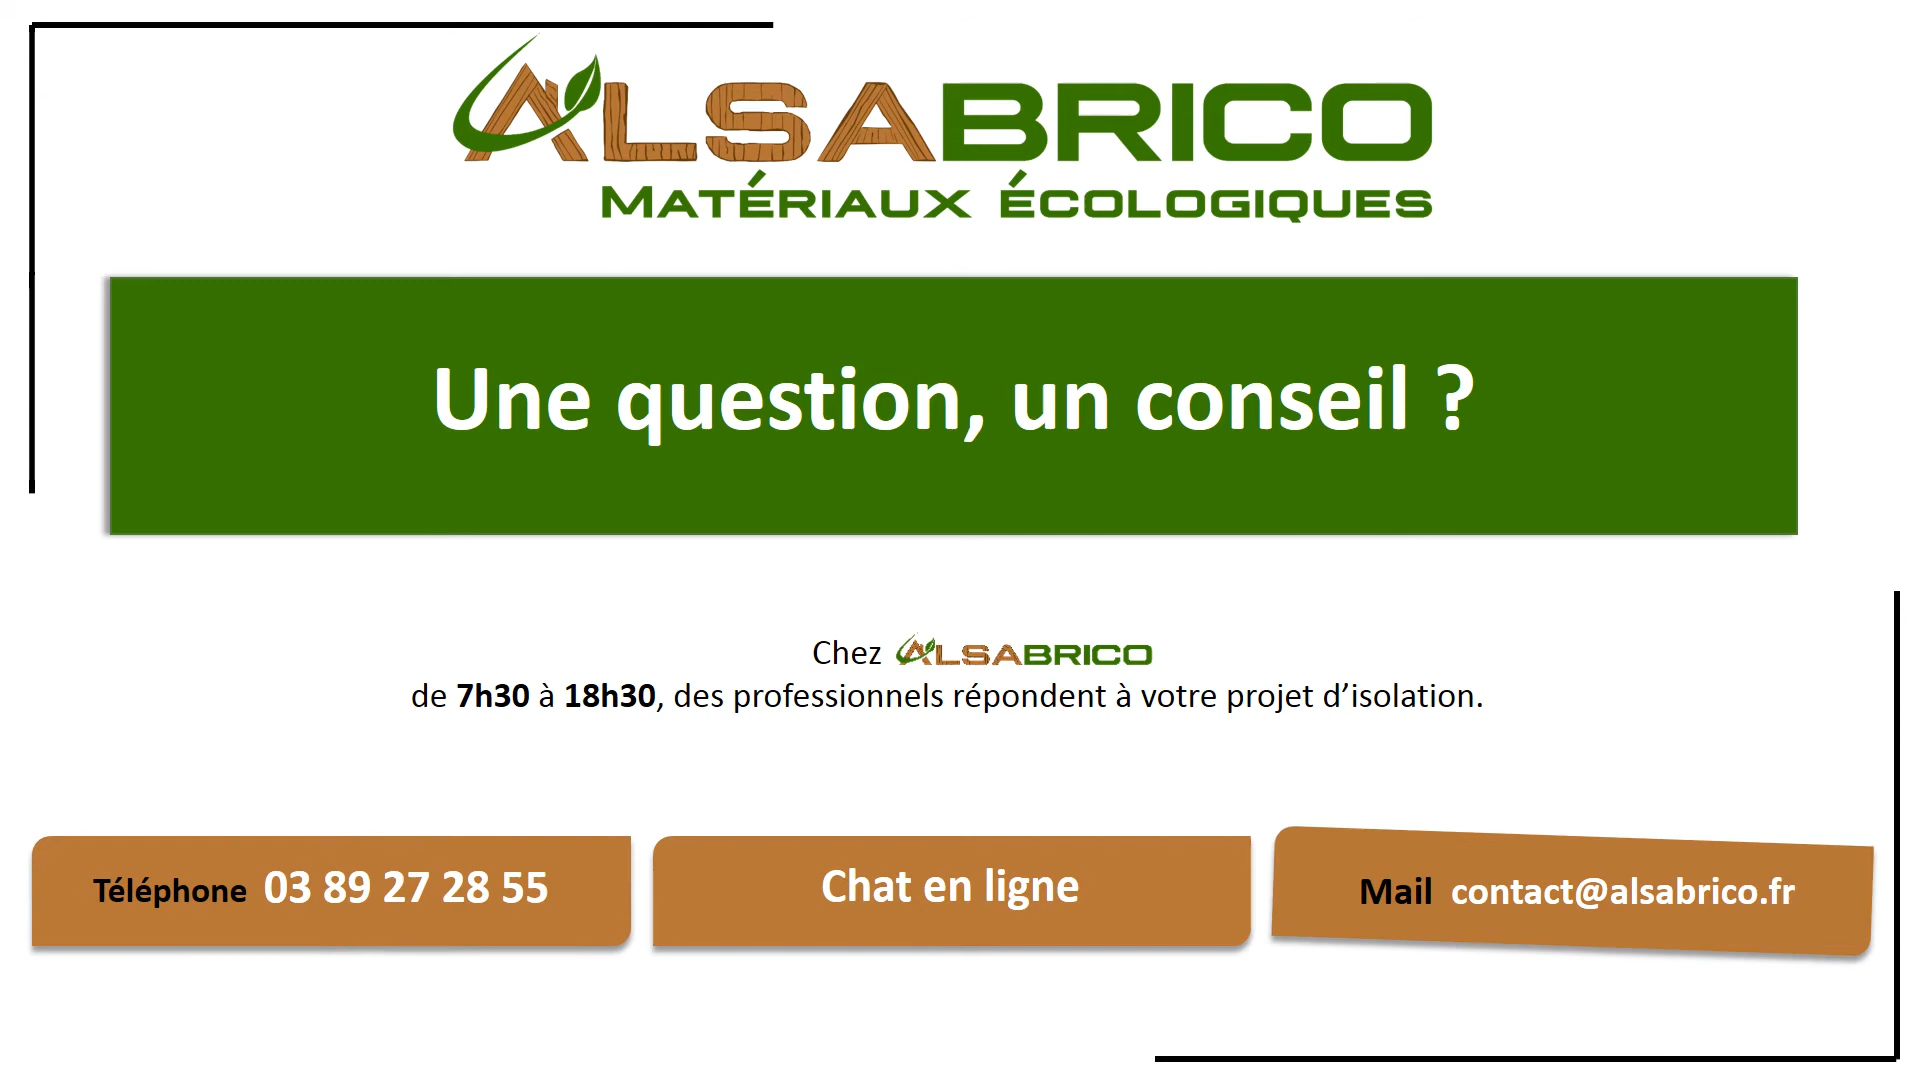 ALSABRICO
MATÉRIAUX ÉCOLOGIQUES
Une question, un conseil ?
Chez ALSABRICO
de 7h30 à 18h30, des professionnels répondent à votre projet d’isolation.
Téléphone 03 89 27 28 55
Chat en ligne
Mail contact@alsabrico.fr